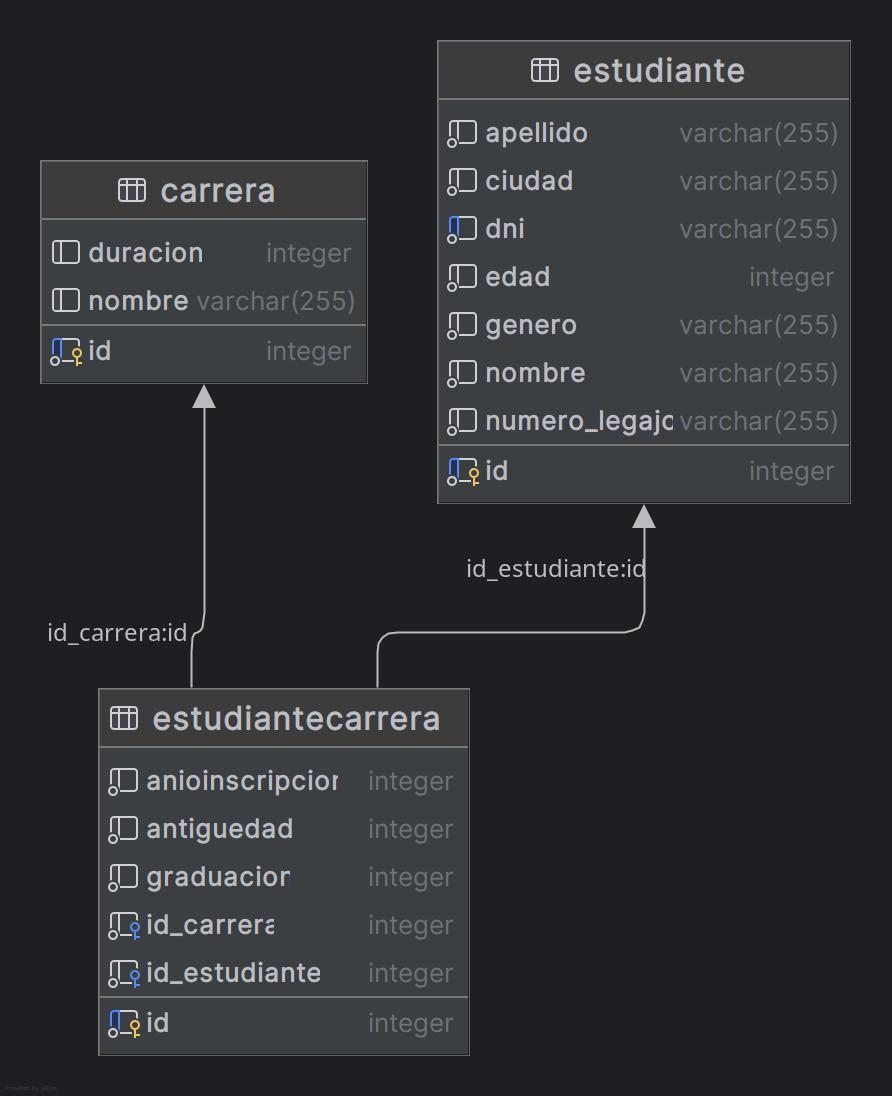 estudiante
apellido varchar(255)
ciudad varchar(255)
dni varchar(255)
edad integer
genero varchar(255)
nombre varchar(255)
numero_legajo varchar(255)
id integer
carrera
duracion integer
nombre varchar(255)
id integer
id_estudiante:id
id_carrera:id
estudiantecarrera
anioinscripcion integer
antiguedad integer
graduacion integer
id_carrera integer
id_estudiante integer
id integer